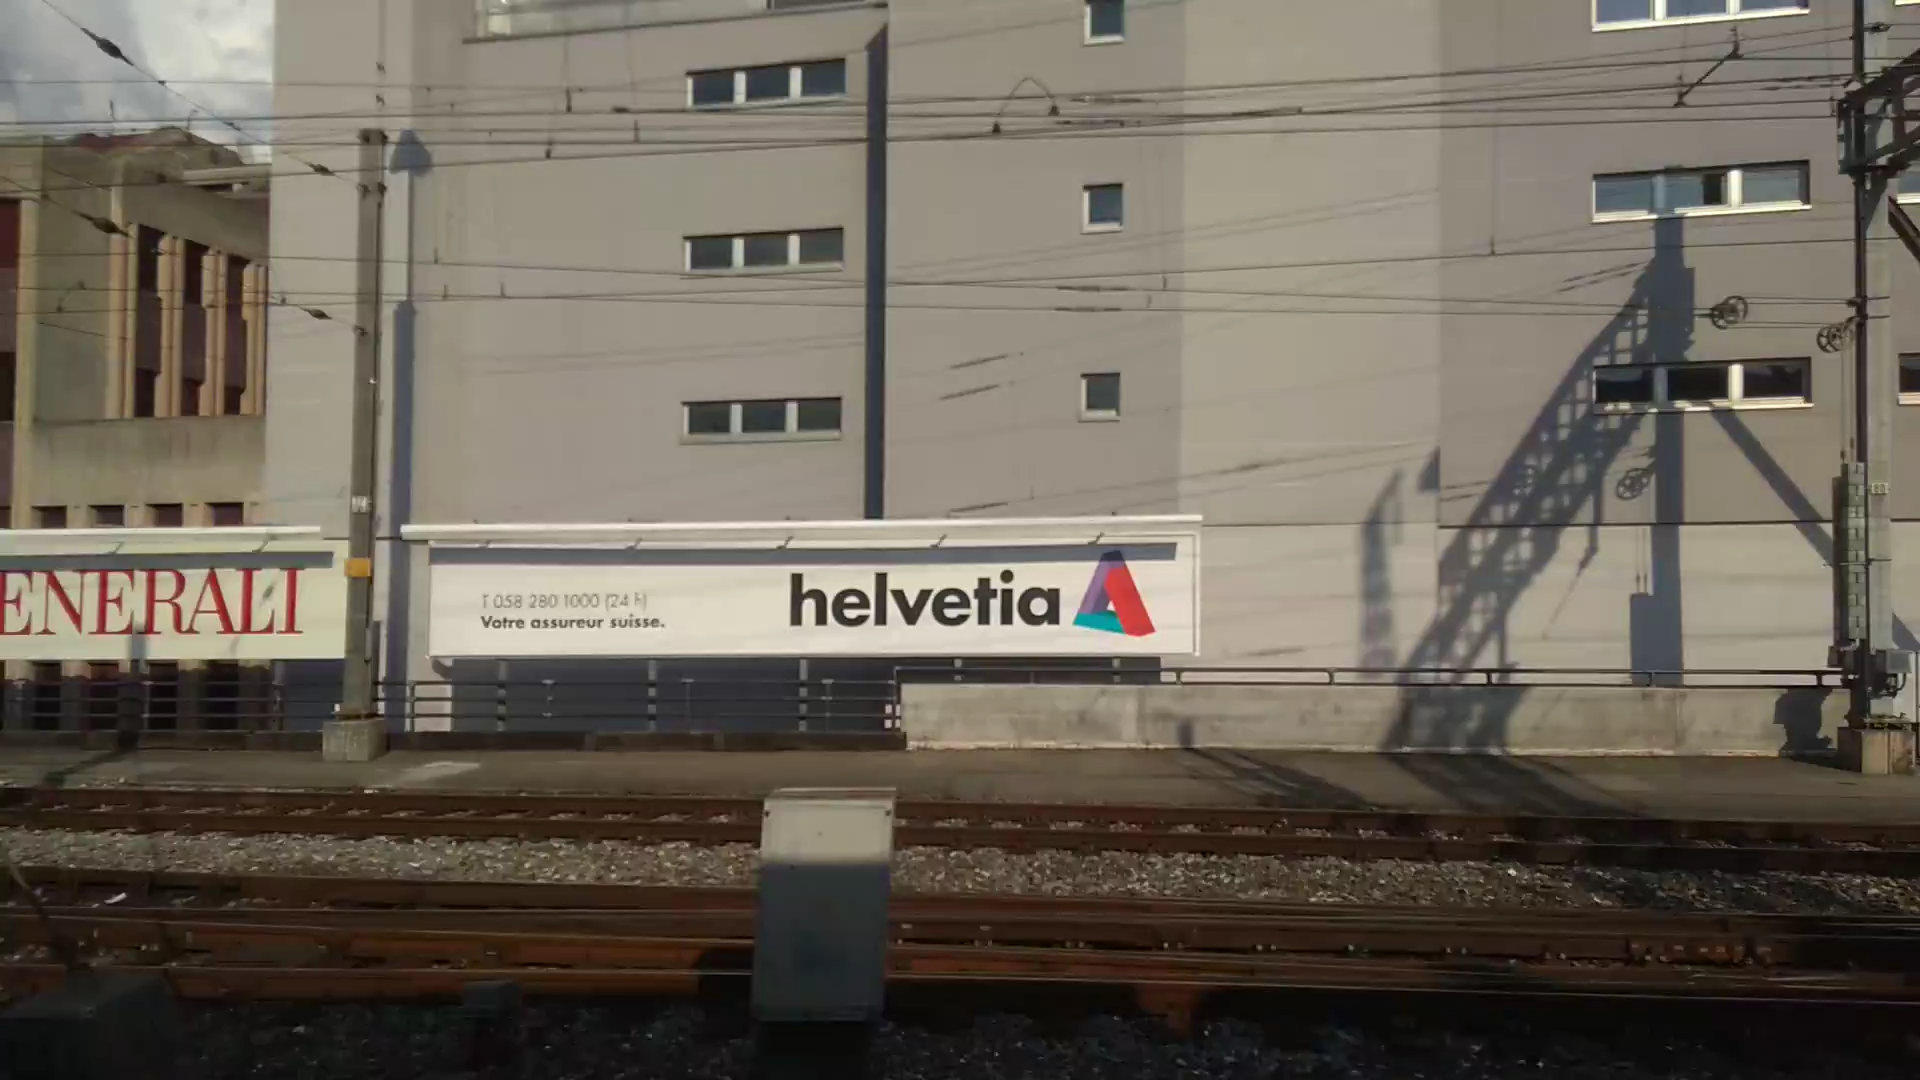 ENERALI
T 058 280 1000 (24 h)
Votre assureur suisse.
helvetia